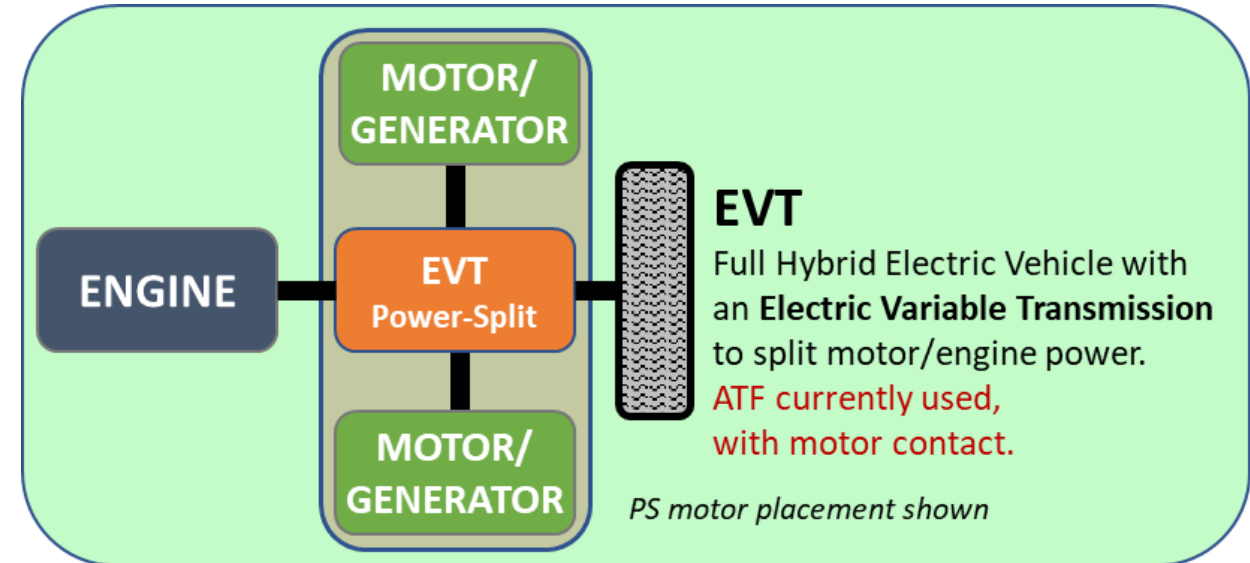 MOTOR/
GENERATOR
ENGINE
EVT
Power-Split
MOTOR/
GENERATOR
EVT
Full Hybrid Electric Vehicle with
an Electric Variable Transmission
to split motor/engine power.
ATF currently used,
with motor contact.
PS motor placement shown